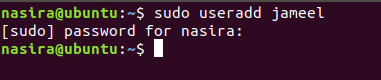 nasira@ubuntu:~$ sudo useradd jameel
[sudo] password for nasira:
nasira@ubuntu:~$